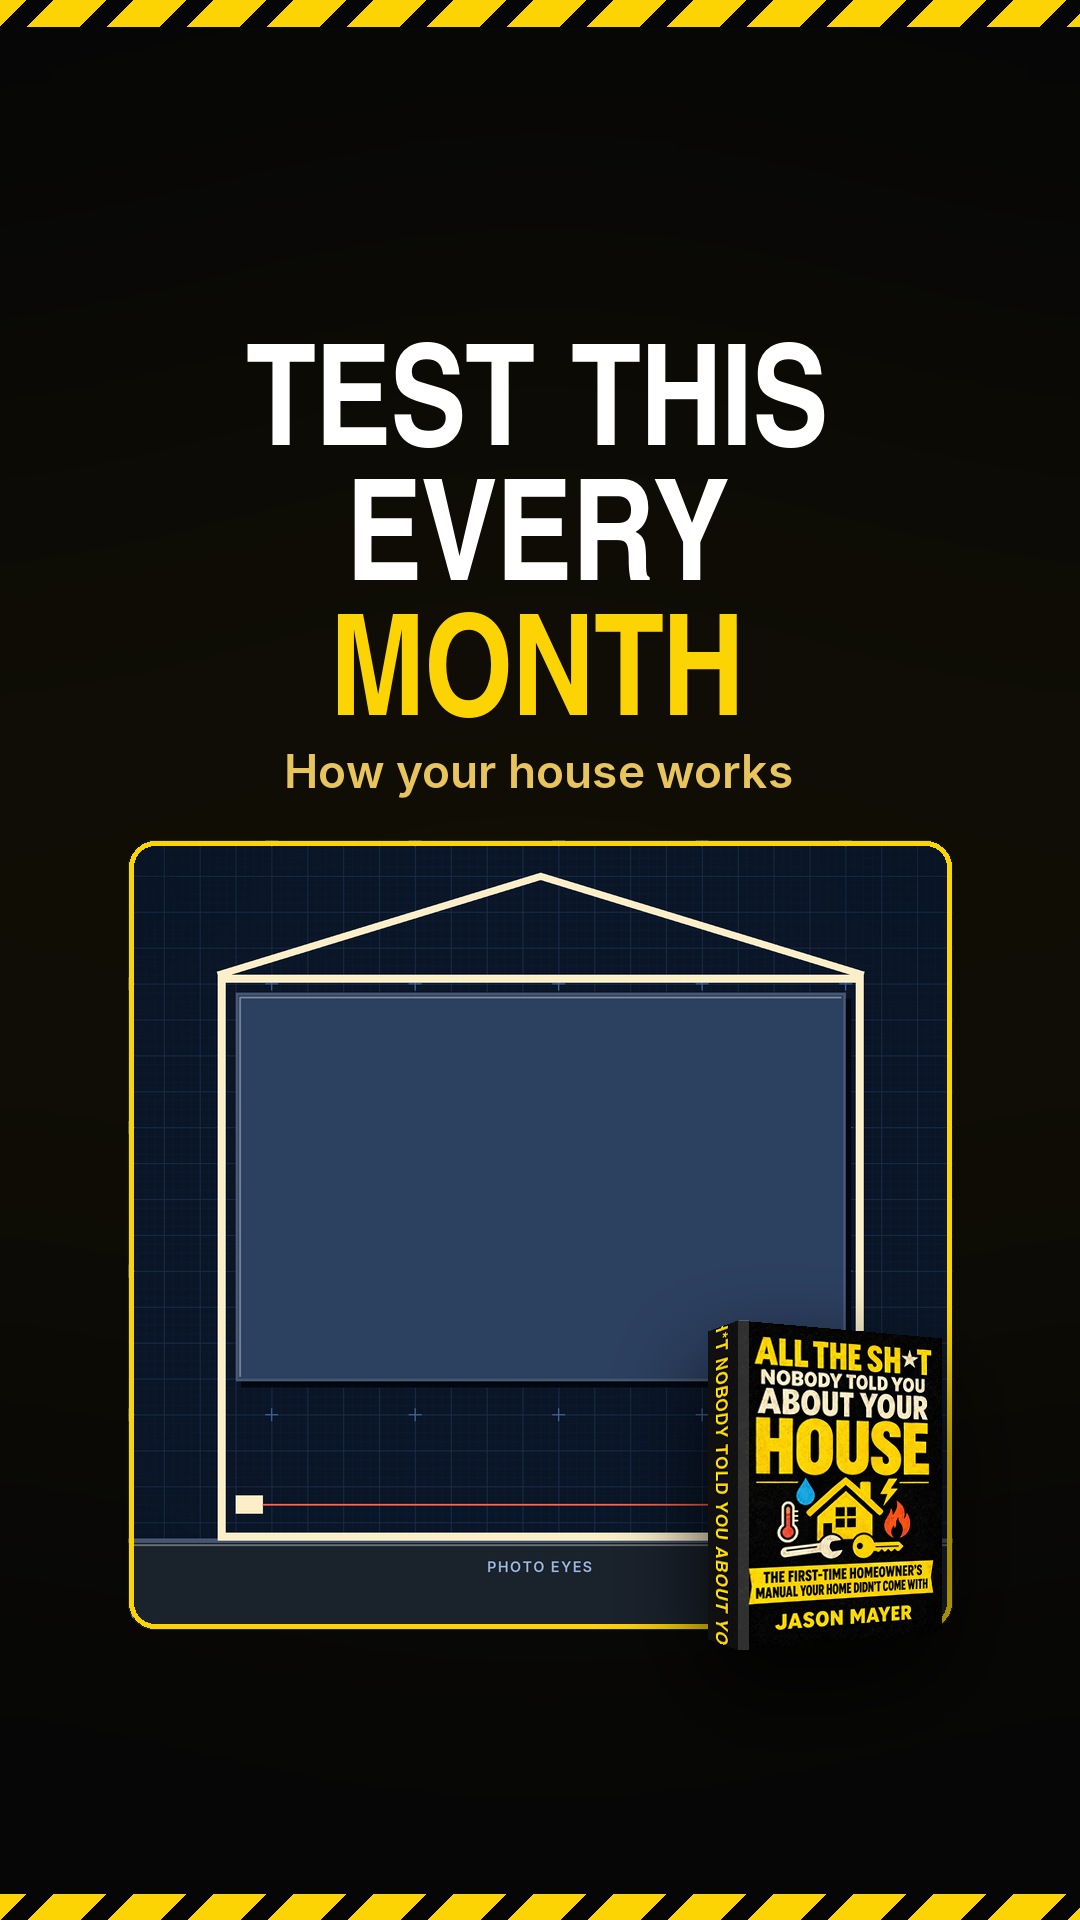 TEST THIS
EVERY
MONTH
How your house works
PHOTO EYES
ALL THE SH★T
NOBODY TOLD YOU
ABOUT YOUR
HOUSE
THE FIRST-TIME HOMEOWNER'S
MANUAL YOUR HOME DIDN'T COME WITH
JASON MAYER
*T NOBODY TOLD YOU ABOUT YO